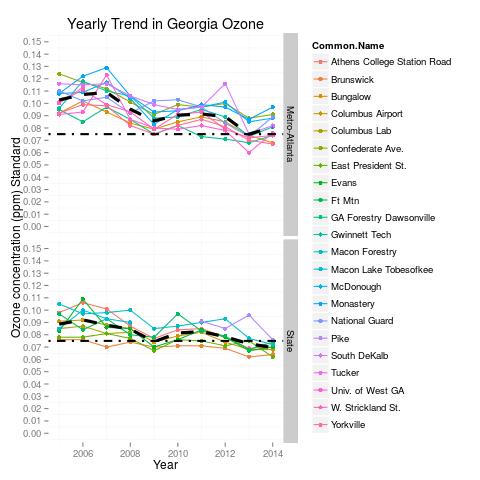 Yearly Trend in Georgia Ozone
Ozone concentration (ppm) Standard
0.15
0.14
0.13
0.12
0.11
0.10
0.09
0.08
0.07
0.06
0.05
0.04
0.03
0.02
0.01
0.00
Metro-Atlanta
0.15
0.14
0.13
0.12
0.11
0.10
0.09
0.08
0.07
0.06
0.05
0.04
0.03
0.02
0.01
0.00
State
2006
2008
2010
2012
2014
Year
Common.Name
Athens College Station Road
Brunswick
Bungalow
Columbus Airport
Columbus Lab
Confederate Ave.
East President St.
Evans
Ft Mtn
GA Forestry Dawsonville
Gwinnett Tech
Macon Forestry
Macon Lake Tobesofkee
McDonough
Monastery
National Guard
Pike
South DeKalb
Tucker
Univ. of West GA
W. Strickland St.
Yorkville